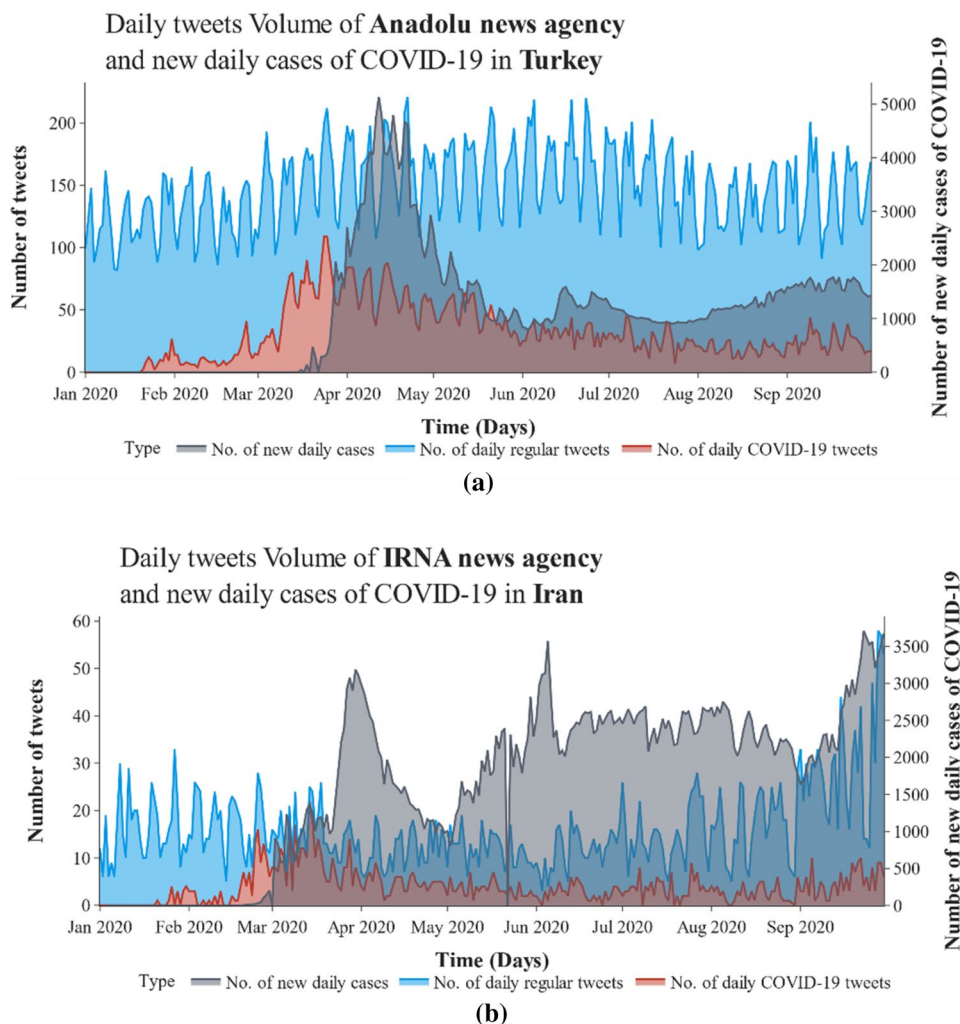 Daily tweets Volume of Anadolu news agency
and new daily cases of COVID-19 in Turkey
Number of tweets
200
150
100
50
0
Number of new daily cases of COVID-19
5000
4000
3000
2000
1000
0
Jan 2020 Feb 2020 Mar 2020 Apr 2020 May 2020 Jun 2020 Jul 2020 Aug 2020 Sep 2020
Time (Days)
Type No. of new daily cases No. of daily regular tweets No. of daily COVID-19 tweets
(a)
Daily tweets Volume of IRNA news agency
and new daily cases of COVID-19 in Iran
Number of tweets
60
50
40
30
20
10
0
Number of new daily cases of COVID-19
3500
3000
2500
2000
1500
1000
500
0
Jan 2020 Feb 2020 Mar 2020 Apr 2020 May 2020 Jun 2020 Jul 2020 Aug 2020 Sep 2020
Time (Days)
Type No. of new daily cases No. of daily regular tweets No. of daily COVID-19 tweets
(b)